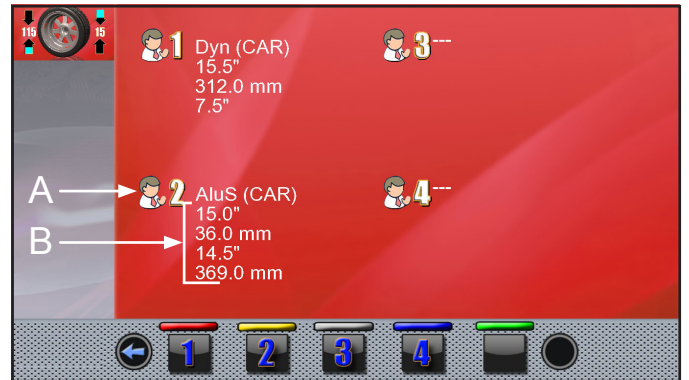 115
15
1
Dyn (CAR)
15.5"
312.0 mm
7.5"
3
---
A
2
AluS (CAR)
B
15.0"
36.0 mm
14.5"
369.0 mm
4
---
1
2
3
4